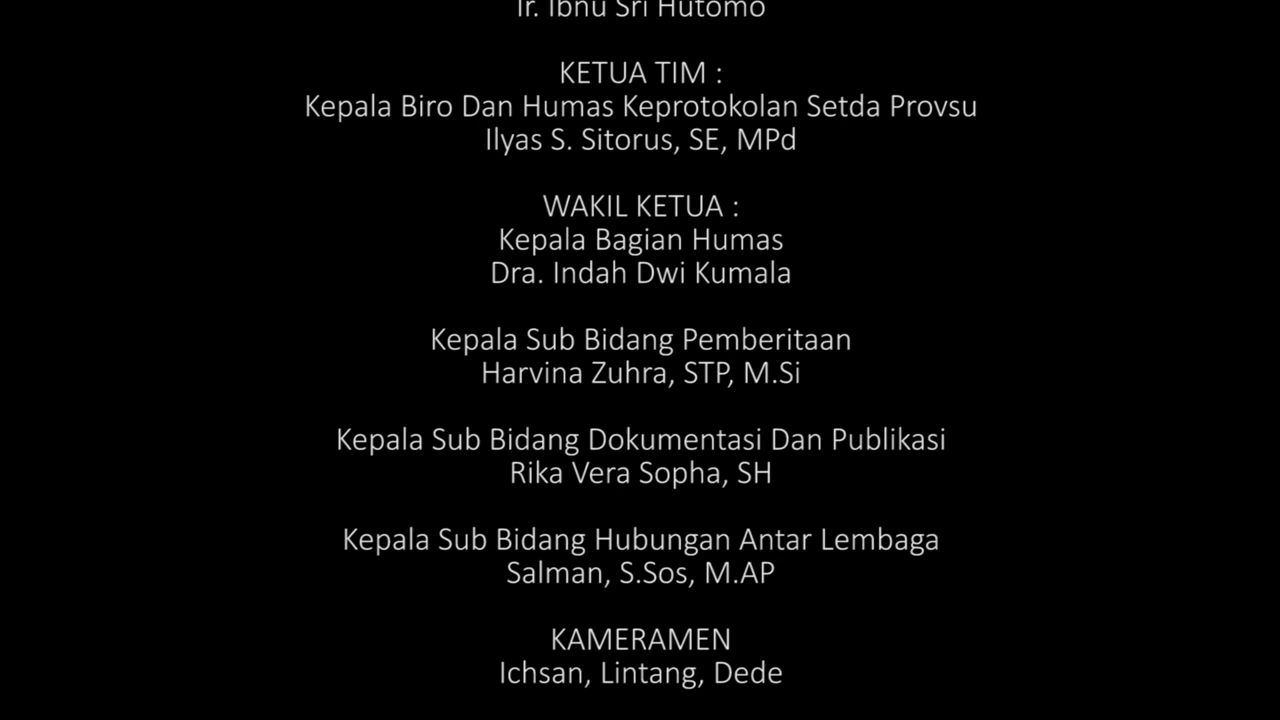 Ir. Ibnu Sri Hutomo
KETUA TIM :
Kepala Biro Dan Humas Keprotokolan Setda Provsu
Ilyas S. Sitorus, SE, MPd
WAKIL KETUA :
Kepala Bagian Humas
Dra. Indah Dwi Kumala
Kepala Sub Bidang Pemberitaan
Harvina Zuhra, STP, M.Si
Kepala Sub Bidang Dokumentasi Dan Publikasi
Rika Vera Sopha, SH
Kepala Sub Bidang Hubungan Antar Lembaga
Salman, S.Sos, M.AP
KAMERAMEN
Ichsan, Lintang, Dede